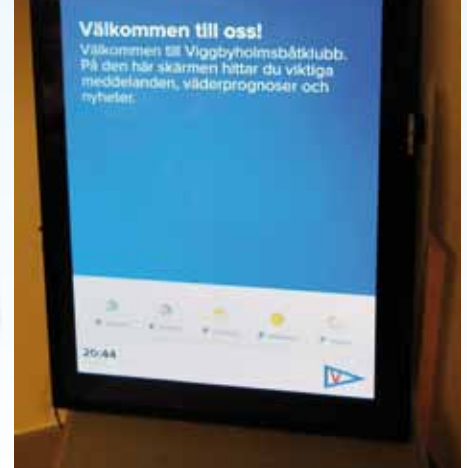 Välkommen till oss!
Välkommen till Viggbyholmsbåtklubb.
På den här skärmen hittar du viktiga
meddelanden, väderprognoser och
nyheter.
20:44
V